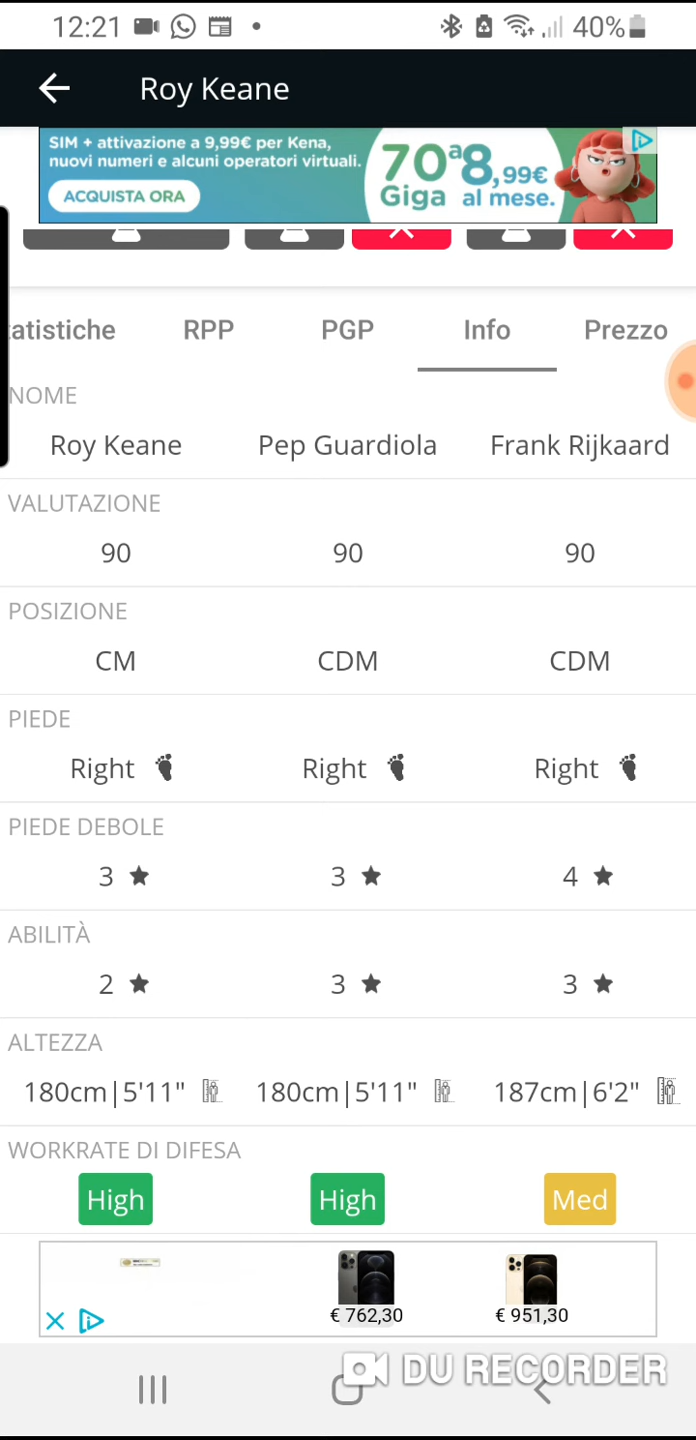 12:21
40%
Roy Keane
SIM + attivazione a 9,99€ per Kena,
nuovi numeri e alcuni operatori virtuali.
ACQUISTA ORA
70 a 8,99€
Giga al mese.
tatistiche RPP PGP Info Prezzo
NOME
Roy Keane Pep Guardiola Frank Rijkaard
VALUTAZIONE
90 90 90
POSIZIONE
CM CDM CDM
PIEDE
Right Right Right
PIEDE DEBOLE
3 ★ 3 ★ 4 ★
ABILITÀ
2 ★ 3 ★ 3 ★
ALTEZZA
180cm|5'11" 180cm|5'11" 187cm|6'2"
WORKRATE DI DIFESA
High High Med
€ 762,30 € 951,30
DU RECORDER